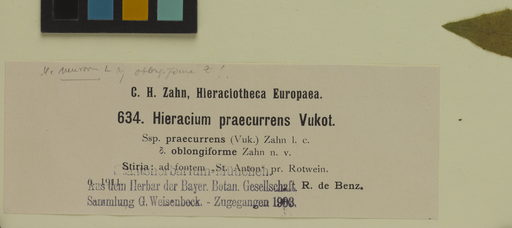 C. H. Zahn, Hieraciotheca Europaea.
634. Hieracium praecurrens Vukot.
Ssp. praecurrens (Vuk.) Zahn l. c.
oblongiforme Zahn n. v.
Stiria: ad fontem „St. Anton" pr. Rotwein.
1911. R. de Benz.
Aus dem Herbar der Bayer. Botan. Gesellschaft.
Sammlung G. Weisenbeck. - Zugegangen